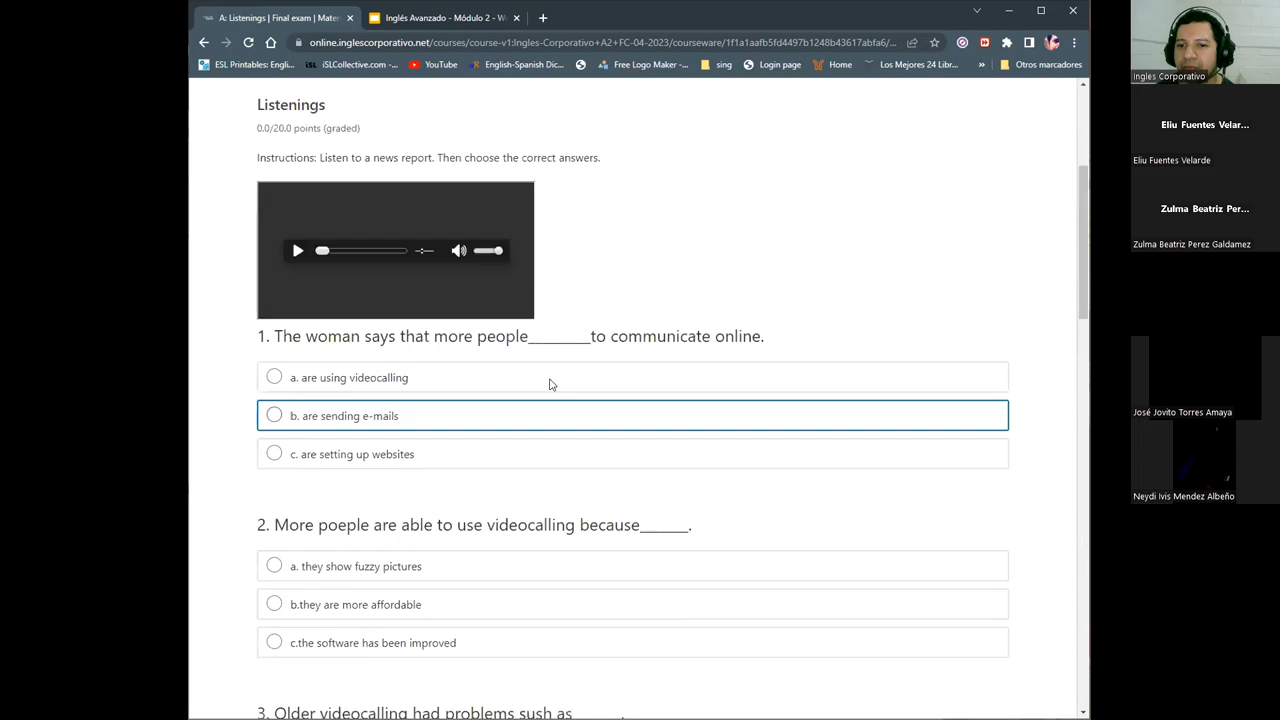 A: Listenings | Final exam | Mater
Inglés Avanzado - Módulo 2 - W
online.inglescorporativo.net/courses/course-v1:Ingles-Corporativo+A2+FC-04-2023/courseware/1f1a1aafb5fd4497b1248b43617abfa6/...
ESL Printables: Engli...
iSLCollective.com -...
YouTube
English-Spanish Dic...
Free Logo Maker -...
sing
Login page
Home
Los Mejores 24 Libr...
»
Otros marcadores
Listenings
0.0/20.0 points (graded)
Instructions: Listen to a news report. Then choose the correct answers.
1. The woman says that more people________to communicate online.
a. are using videocalling
b. are sending e-mails
c. are setting up websites
2. More poeple are able to use videocalling because______.
a. they show fuzzy pictures
b.they are more affordable
c.the software has been improved
3. Older videocalling had problems sush as______.
Ingles Corporativo
Eliu Fuentes Velar...
Eliu Fuentes Velarde
Zulma Beatriz Per...
Zulma Beatriz Perez Galdamez
José Jovito Torres Amaya
Neydi Ivis Mendez Albeño